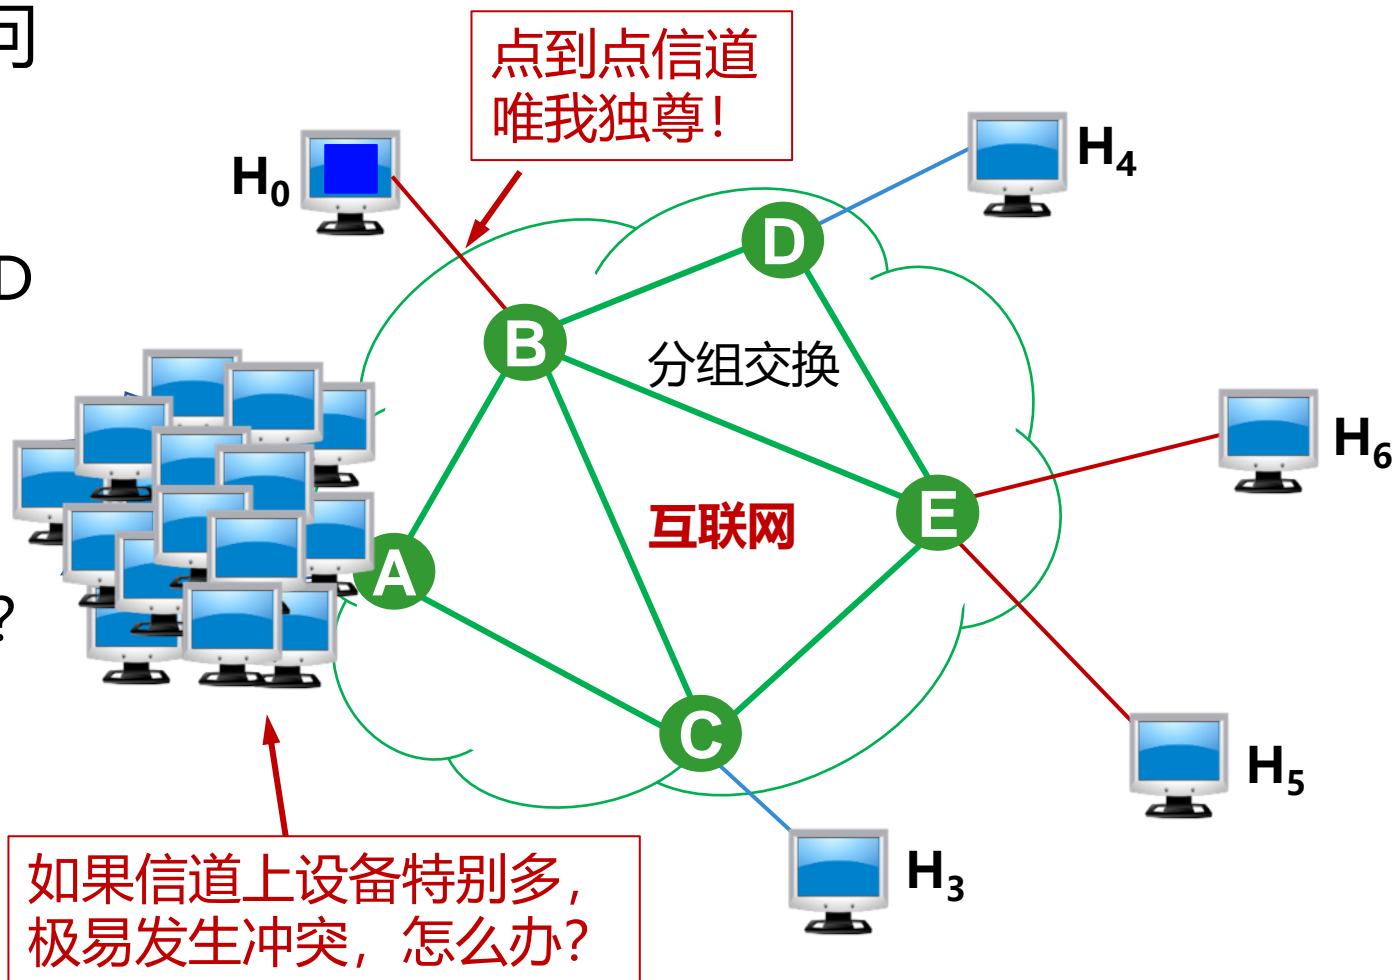 问
点到点信道
唯我独尊！
H₀
H₄
D
D
B
分组交换
H₆
E
互联网
A
？
C
H₅
H₃
如果信道上设备特别多，
极易发生冲突，怎么办？